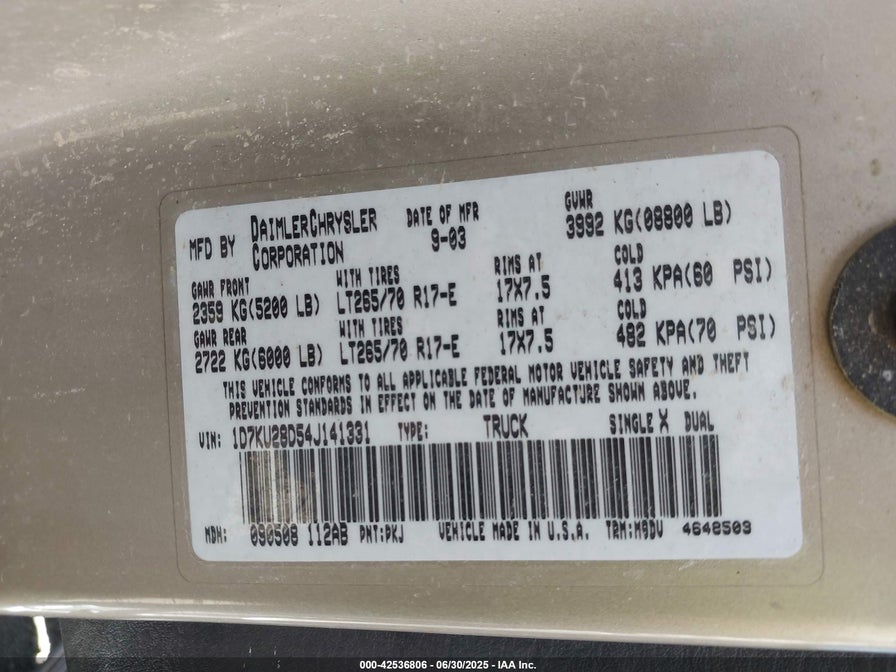 MFD BY DAIMLERCHRYSLER CORPORATION DATE OF MFR 9-03 GVWR 3992 KG(08800 LB)
GAWR FRONT WITH TIRES RIMS AT COLD
2359 KG(5200 LB) LT265/70 R17-E 17X7.5 413 KPA(60 PSI)
GAWR REAR WITH TIRES RIMS AT COLD
2722 KG(6000 LB) LT265/70 R17-E 17X7.5 482 KPA(70 PSI)
THIS VEHICLE CONFORMS TO ALL APPLICABLE FEDERAL MOTOR VEHICLE SAFETY AND THEFT
PREVENTION STANDARDS IN EFFECT ON THE DATE OF MANUFACTURE SHOWN ABOVE.
VIN: 1D7KU28D54J141331 TYPE: TRUCK SINGLE X DUAL
MDH: 090508 112AB PNT:PKJ VEHICLE MADE IN U.S.A. TRM:M9DV 4648509
000-42536806 - 06/30/2025 - IAA Inc.